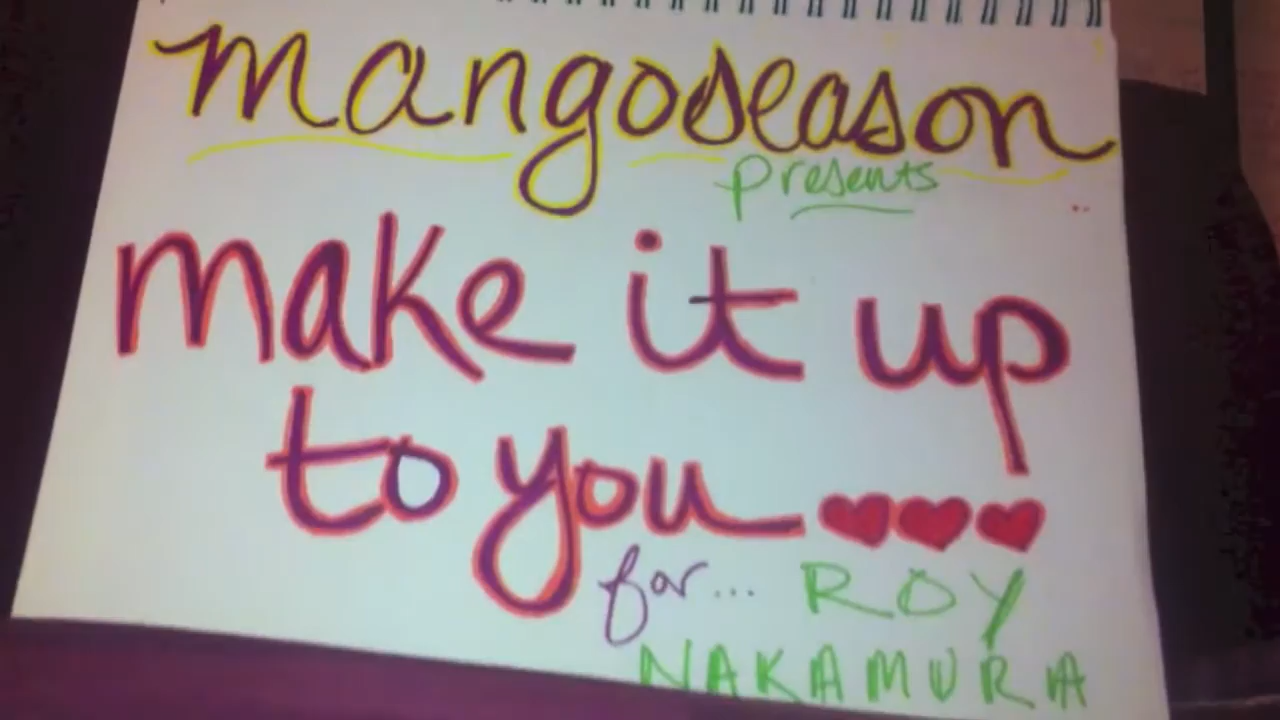 mangoseason
presents
make it up
to you
for... ROY
NAKAMURA